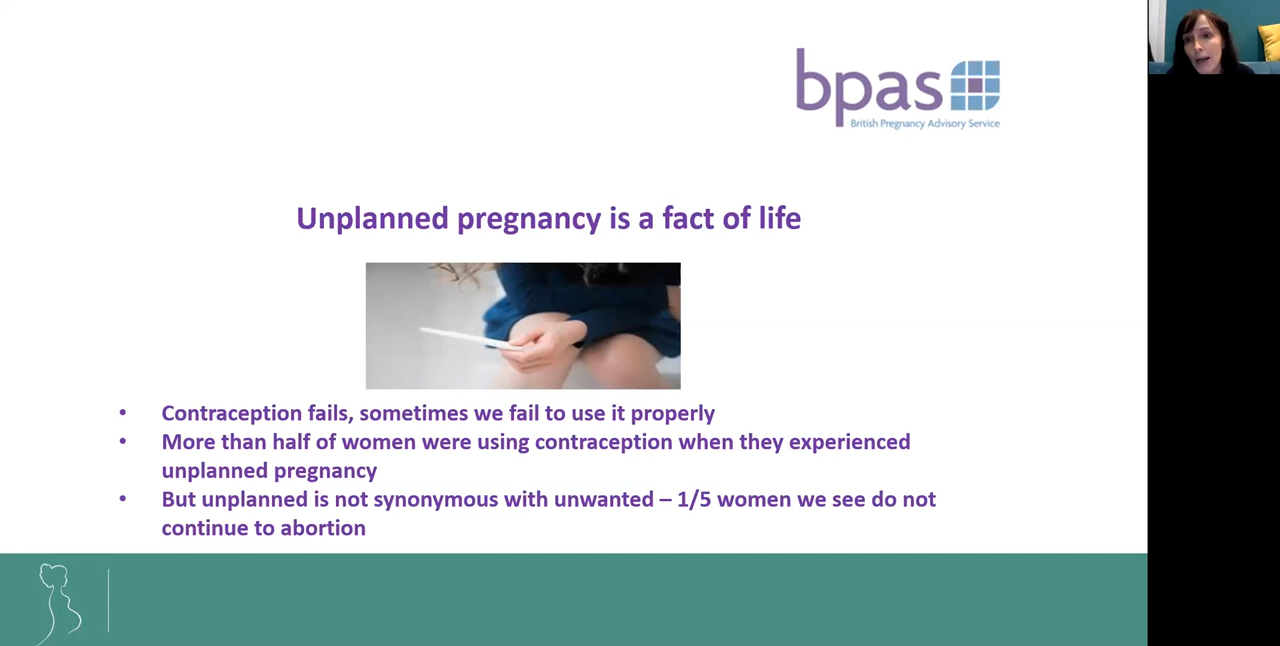 bpas
British Pregnancy Advisory Service
Unplanned pregnancy is a fact of life
• Contraception fails, sometimes we fail to use it properly
• More than half of women were using contraception when they experienced
unplanned pregnancy
• But unplanned is not synonymous with unwanted – 1/5 women we see do not
continue to abortion